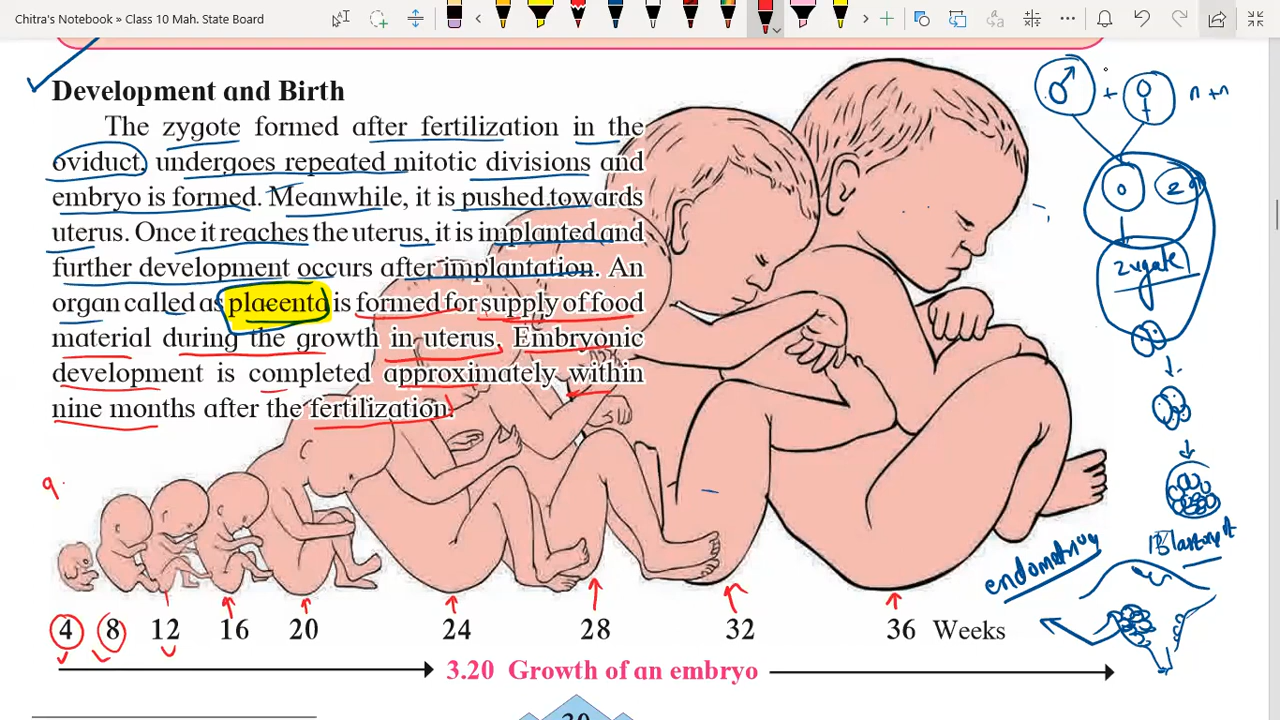 Chitra's Notebook » Class 10 Mah. State Board
Development and Birth
The zygote formed after fertilization in the
oviduct, undergoes repeated mitotic divisions and
embryo is formed. Meanwhile, it is pushed towards
uterus. Once it reaches the uterus, it is implanted and
further development occurs after implantation. An
organ called as placenta is formed for supply of food
material during the growth in uterus. Embryonic
development is completed approximately within
nine months after the fertilization.
♂ + ♀ n+n
zygote
endometrium
9
4 8 12 16 20 24 28 32 36 Weeks
3.20 Growth of an embryo